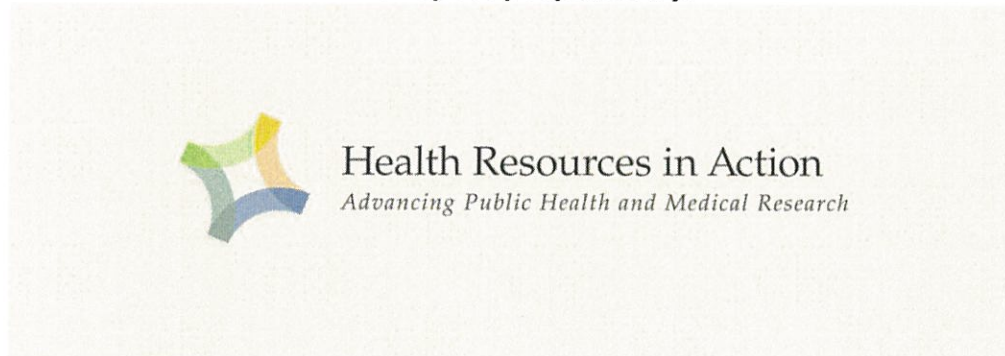 Health Resources in Action
Advancing Public Health and Medical Research